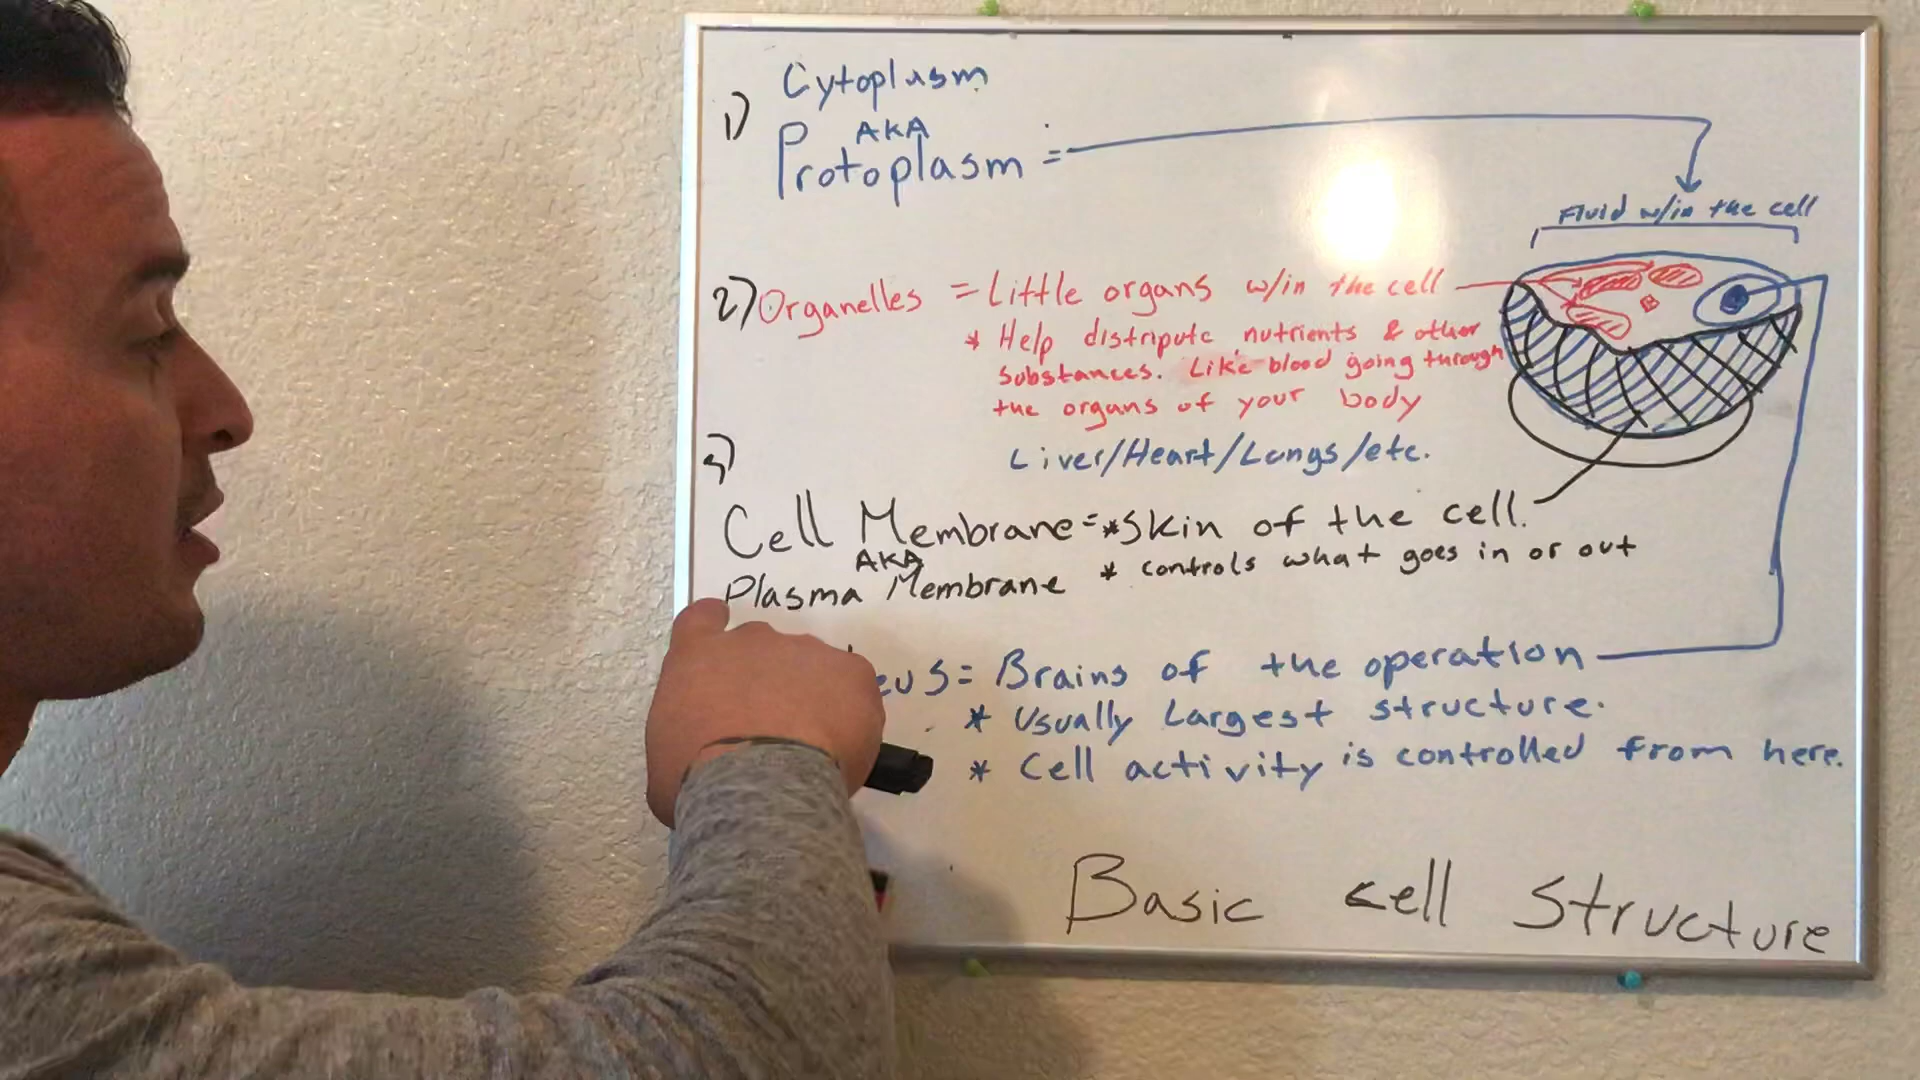 Cytoplasm
1) AKA
Protoplasm =
Fluid w/in the cell
2) Organelles = Little organs w/in the cell
* Help distripute nutrients & other
substances. Like blood going through
the organs of your body
Liver/Heart/Lungs/etc.
3)
Cell Membrane = * Skin of the cell.
AKA
Plasma Membrane * controls what goes in or out
eus = Brains of the operation
* Usually Largest structure.
* Cell activity is controlled from here.
Basic cell Structure